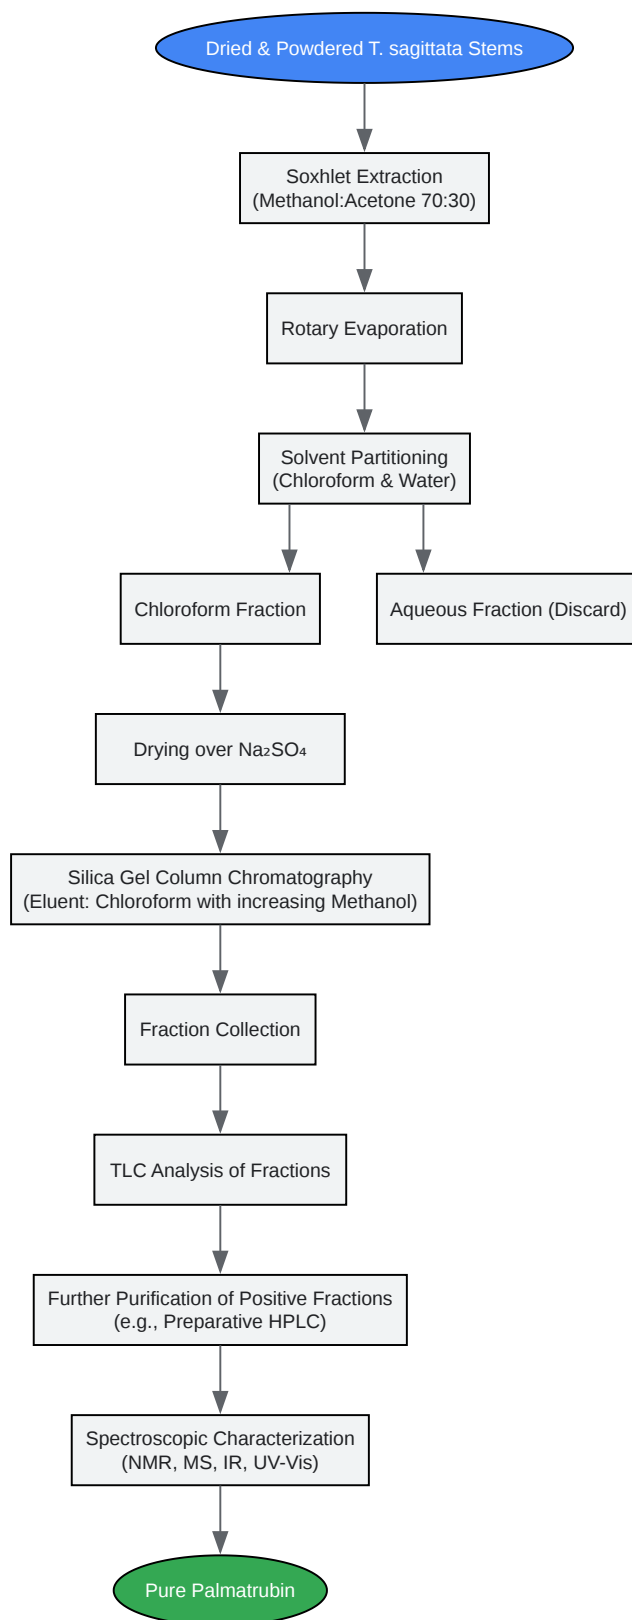 Dried & Powdered T. sagittata Stems
Soxhlet Extraction
(Methanol:Acetone 70:30)
Rotary Evaporation
Solvent Partitioning
(Chloroform & Water)
Chloroform Fraction
Aqueous Fraction (Discard)
Drying over Na₂SO₄
Silica Gel Column Chromatography
(Eluent: Chloroform with increasing Methanol)
Fraction Collection
TLC Analysis of Fractions
Further Purification of Positive Fractions
(e.g., Preparative HPLC)
Spectroscopic Characterization
(NMR, MS, IR, UV-Vis)
Pure Palmatrubin